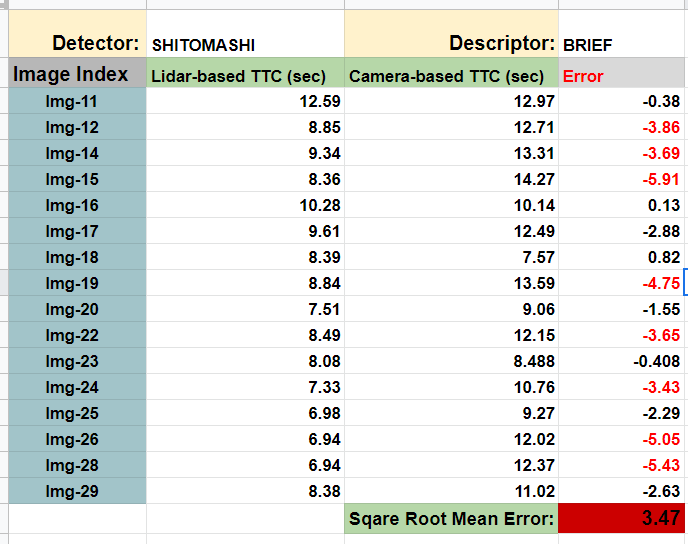 Detector: SHITOMASHI Descriptor: BRIEF
Image Index Lidar-based TTC (sec) Camera-based TTC (sec) Error
Img-11 12.59 12.97 -0.38
Img-12 8.85 12.71 -3.86
Img-14 9.34 13.31 -3.69
Img-15 8.36 14.27 -5.91
Img-16 10.28 10.14 0.13
Img-17 9.61 12.49 -2.88
Img-18 8.39 7.57 0.82
Img-19 8.84 13.59 -4.75
Img-20 7.51 9.06 -1.55
Img-22 8.49 12.15 -3.65
Img-23 8.08 8.488 -0.408
Img-24 7.33 10.76 -3.43
Img-25 6.98 9.27 -2.29
Img-26 6.94 12.02 -5.05
Img-28 6.94 12.37 -5.43
Img-29 8.38 11.02 -2.63
Sqare Root Mean Error: 3.47